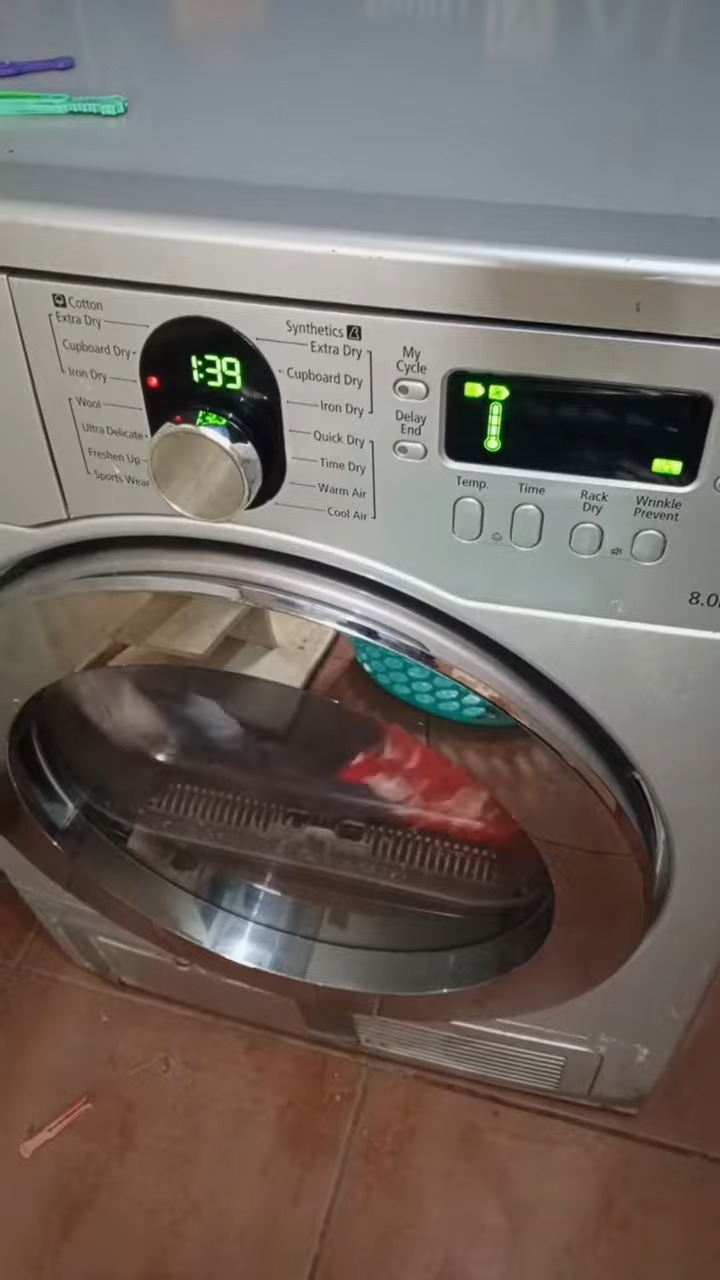 Cotton
Extra Dry
Cupboard Dry
Iron Dry
Wool
Ultra Delicate
Freshen Up
Sports Wear
1:39
Synthetics
Extra Dry
Cupboard Dry
Iron Dry
Quick Dry
Time Dry
Warm Air
Cool Air
My
Cycle
Delay
End
Temp.
Time
Rack
Dry
Wrinkle
Prevent
8.0